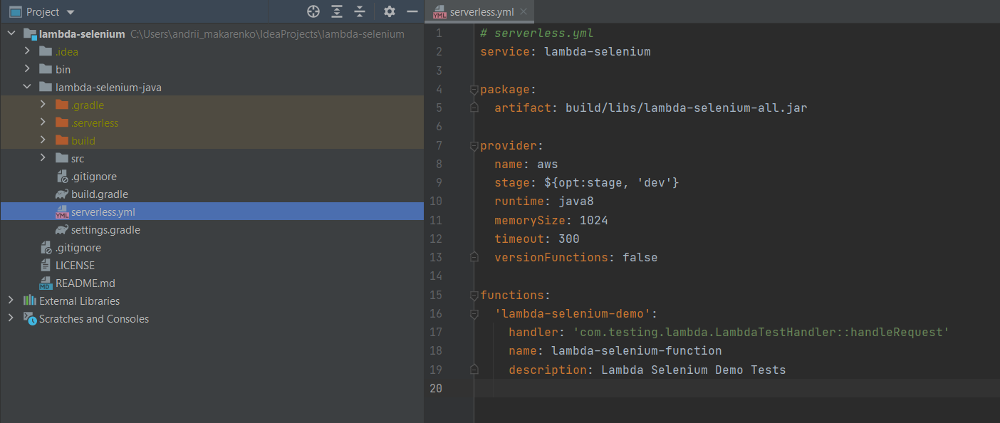 Project
lambda-selenium C:\Users\andrii_makarenko\IdeaProjects\lambda-selenium
.idea
bin
lambda-selenium-java
.gradle
.serverless
build
src
.gitignore
build.gradle
YML serverless.yml
settings.gradle
.gitignore
LICENSE
MD README.md
External Libraries
Scratches and Consoles
YML serverless.yml
1 # serverless.yml
2 service: lambda-selenium
3
4 package:
5   artifact: build/libs/lambda-selenium-all.jar
6
7 provider:
8   name: aws
9   stage: ${opt:stage, 'dev'}
10   runtime: java8
11   memorySize: 1024
12   timeout: 300
13   versionFunctions: false
14
15 functions:
16   'lambda-selenium-demo':
17     handler: 'com.testing.lambda.LambdaTestHandler::handleRequest'
18     name: lambda-selenium-function
19     description: Lambda Selenium Demo Tests
20